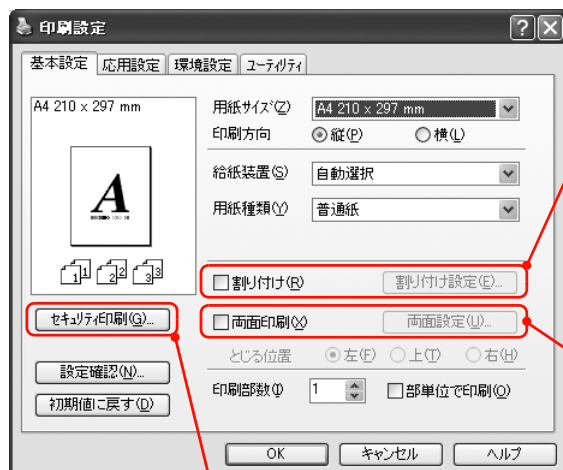 印刷設定
基本設定 応用設定 環境設定 ユーティリティ
A4 210 x 297 mm
用紙サイズ(Z) A4 210 x 297 mm
印刷方向 縦(P) 横(L)
給紙装置(S) 自動選択
用紙種類(Y) 普通紙
A
1 1 2 2 3 3
割り付け(R) 割り付け設定(E)...
セキュリティ印刷(G)... 両面印刷(X) 両面設定(U)...
とじる位置 左(F) 上(T) 右(H)
設定確認(N)...
印刷部数(I) 1 部単位で印刷(O)
初期値に戻す(D)
OK キャンセル ヘルプ